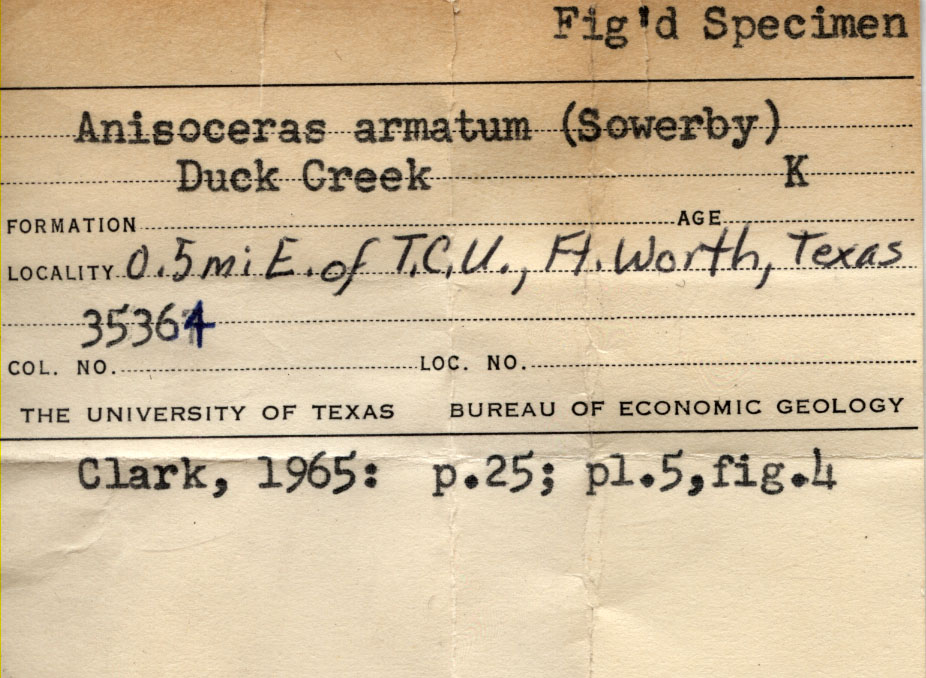 Fig'd Specimen
Anisoceras armatum (Sowerby)
Duck Creek K
FORMATION AGE
LOCALITY 0.5 mi E. of T.C.U., Ft. Worth, Texas
35364
COL. NO. LOC. NO.
THE UNIVERSITY OF TEXAS BUREAU OF ECONOMIC GEOLOGY
Clark, 1965: p.25; pl.5,fig.4